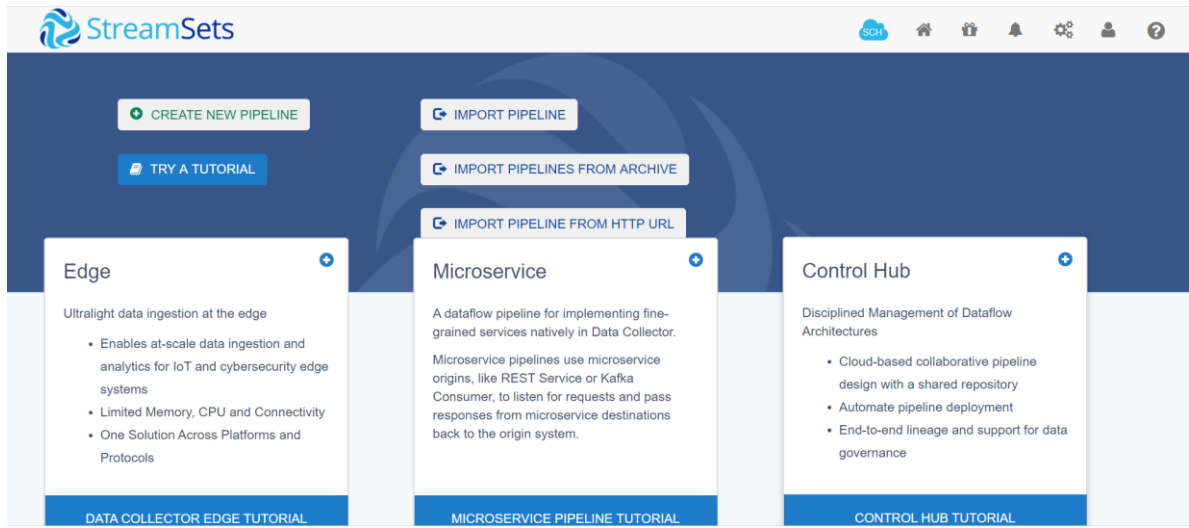 StreamSets
SCH
CREATE NEW PIPELINE
IMPORT PIPELINE
TRY A TUTORIAL
IMPORT PIPELINES FROM ARCHIVE
IMPORT PIPELINE FROM HTTP URL
Edge
Ultralight data ingestion at the edge
• Enables at-scale data ingestion and
analytics for IoT and cybersecurity edge
systems
• Limited Memory, CPU and Connectivity
• One Solution Across Platforms and
Protocols
DATA COLLECTOR EDGE TUTORIAL
Microservice
A dataflow pipeline for implementing fine-
grained services natively in Data Collector.
Microservice pipelines use microservice
origins, like REST Service or Kafka
Consumer, to listen for requests and pass
responses from microservice destinations
back to the origin system.
MICROSERVICE PIPELINE TUTORIAL
Control Hub
Disciplined Management of Dataflow
Architectures
• Cloud-based collaborative pipeline
design with a shared repository
• Automate pipeline deployment
• End-to-end lineage and support for data
governance
CONTROL HUB TUTORIAL